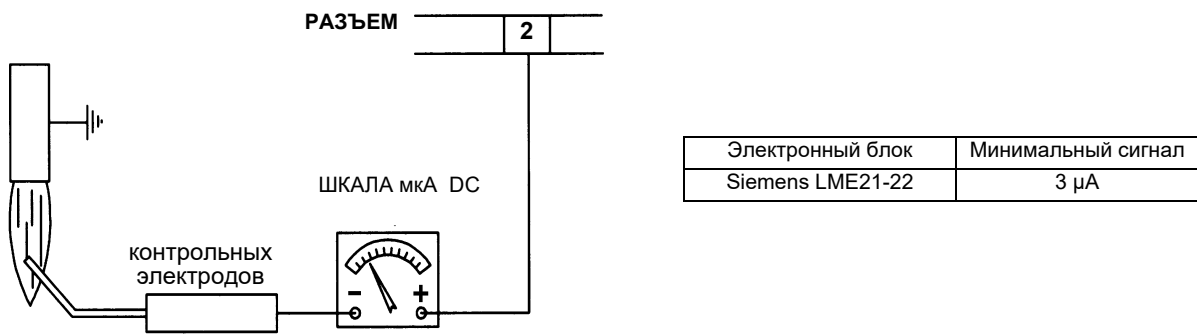 РАЗЪЕМ
2
ШКАЛА мкА DC
контрольных
электродов
- +
Электронный блок Минимальный сигнал
Siemens LME21-22 3 µA